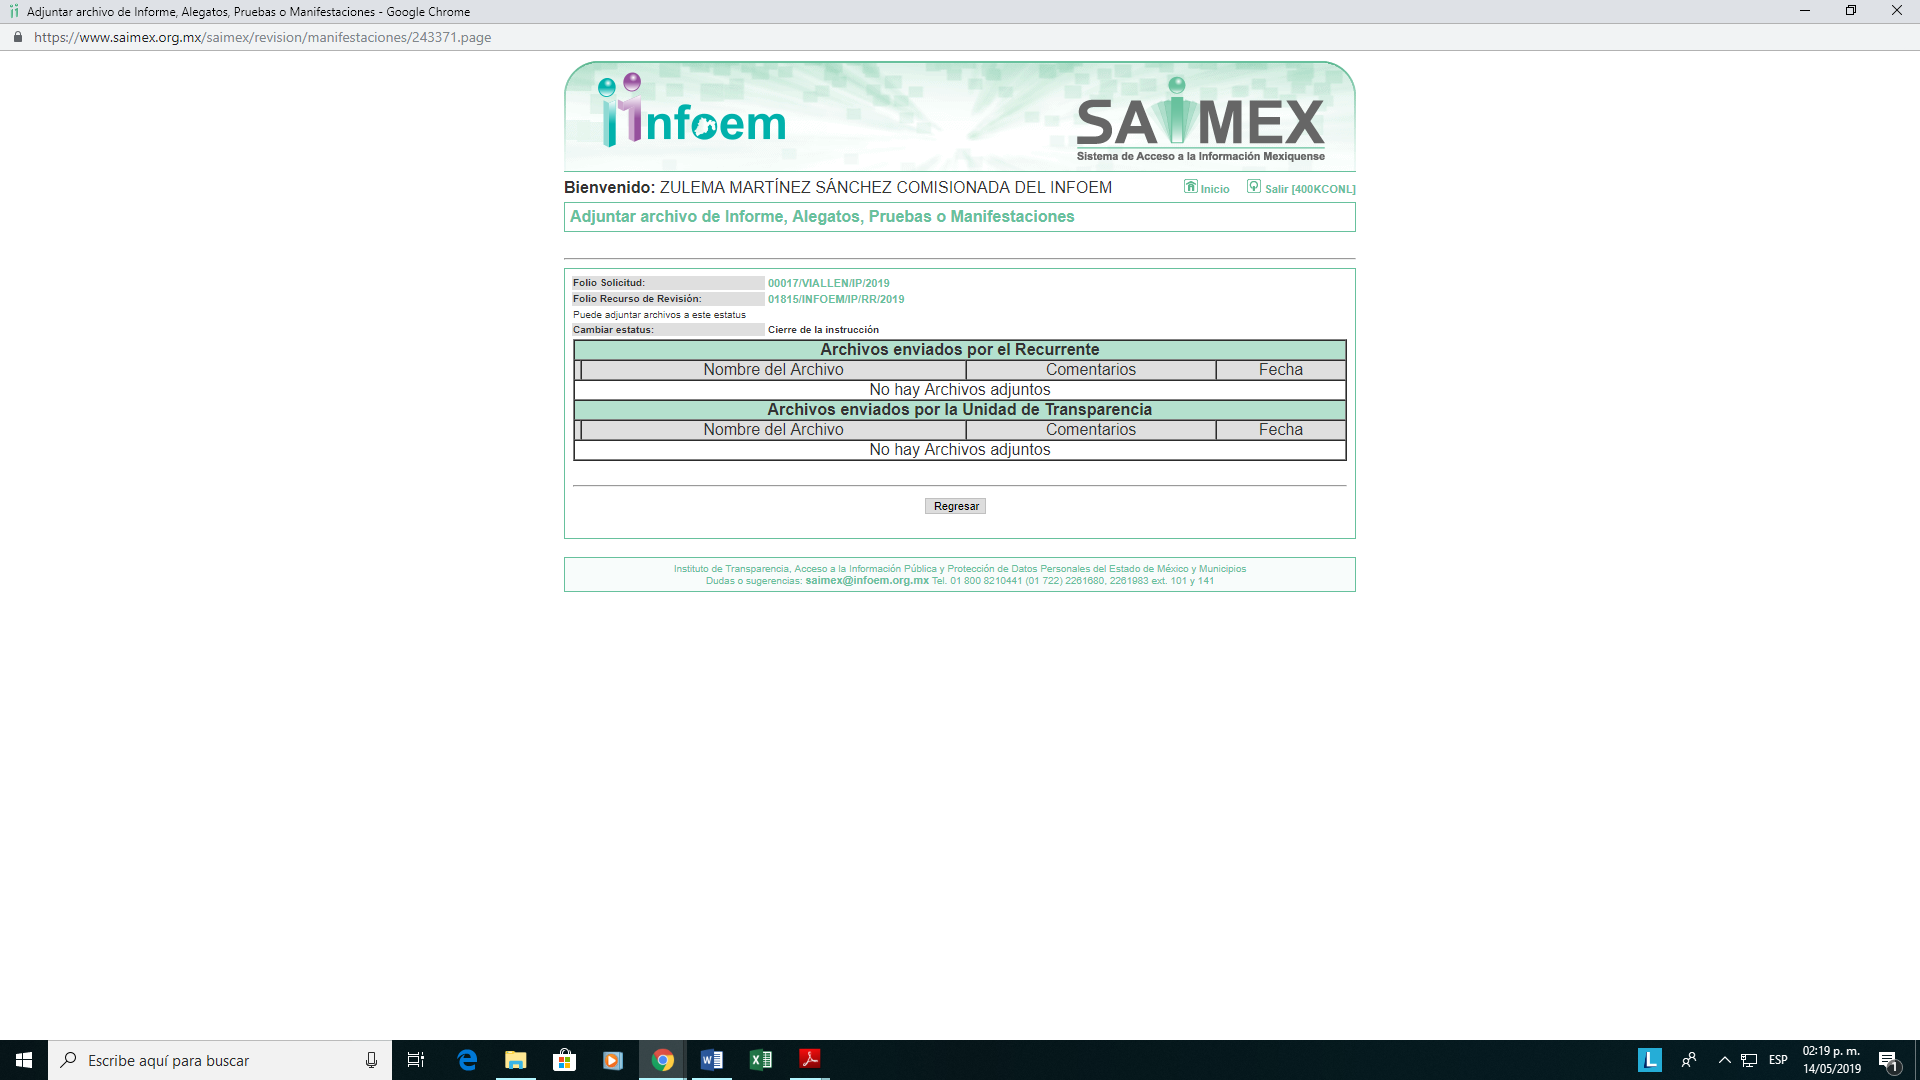 Adjuntar archivo de Informe, Alegatos, Pruebas o Manifestaciones - Google Chrome
https://www.saimex.org.mx/saimex/revision/manifestaciones/243371.page
infoem
SAIMEX
Sistema de Acceso a la Información Mexiquense
Bienvenido: ZULEMA MARTÍNEZ SÁNCHEZ COMISIONADA DEL INFOEM Inicio Salir [400KCONL]
Adjuntar archivo de Informe, Alegatos, Pruebas o Manifestaciones
Folio Solicitud: 00017/VIALLEN/IP/2019
Folio Recurso de Revisión: 01815/INFOEM/IP/RR/2019
Puede adjuntar archivos a este estatus
Cambiar estatus: Cierre de la instrucción
Archivos enviados por el Recurrente
Nombre del Archivo Comentarios Fecha
No hay Archivos adjuntos
Archivos enviados por la Unidad de Transparencia
Nombre del Archivo Comentarios Fecha
No hay Archivos adjuntos
Regresar
Instituto de Transparencia, Acceso a la Información Pública y Protección de Datos Personales del Estado de México y Municipios
Dudas o sugerencias: saimex@infoem.org.mx Tel. 01 800 8210441 (01 722) 2261680, 2261983 ext. 101 y 141
Escribe aquí para buscar
ESP
02:19 p. m.
14/05/2019
1